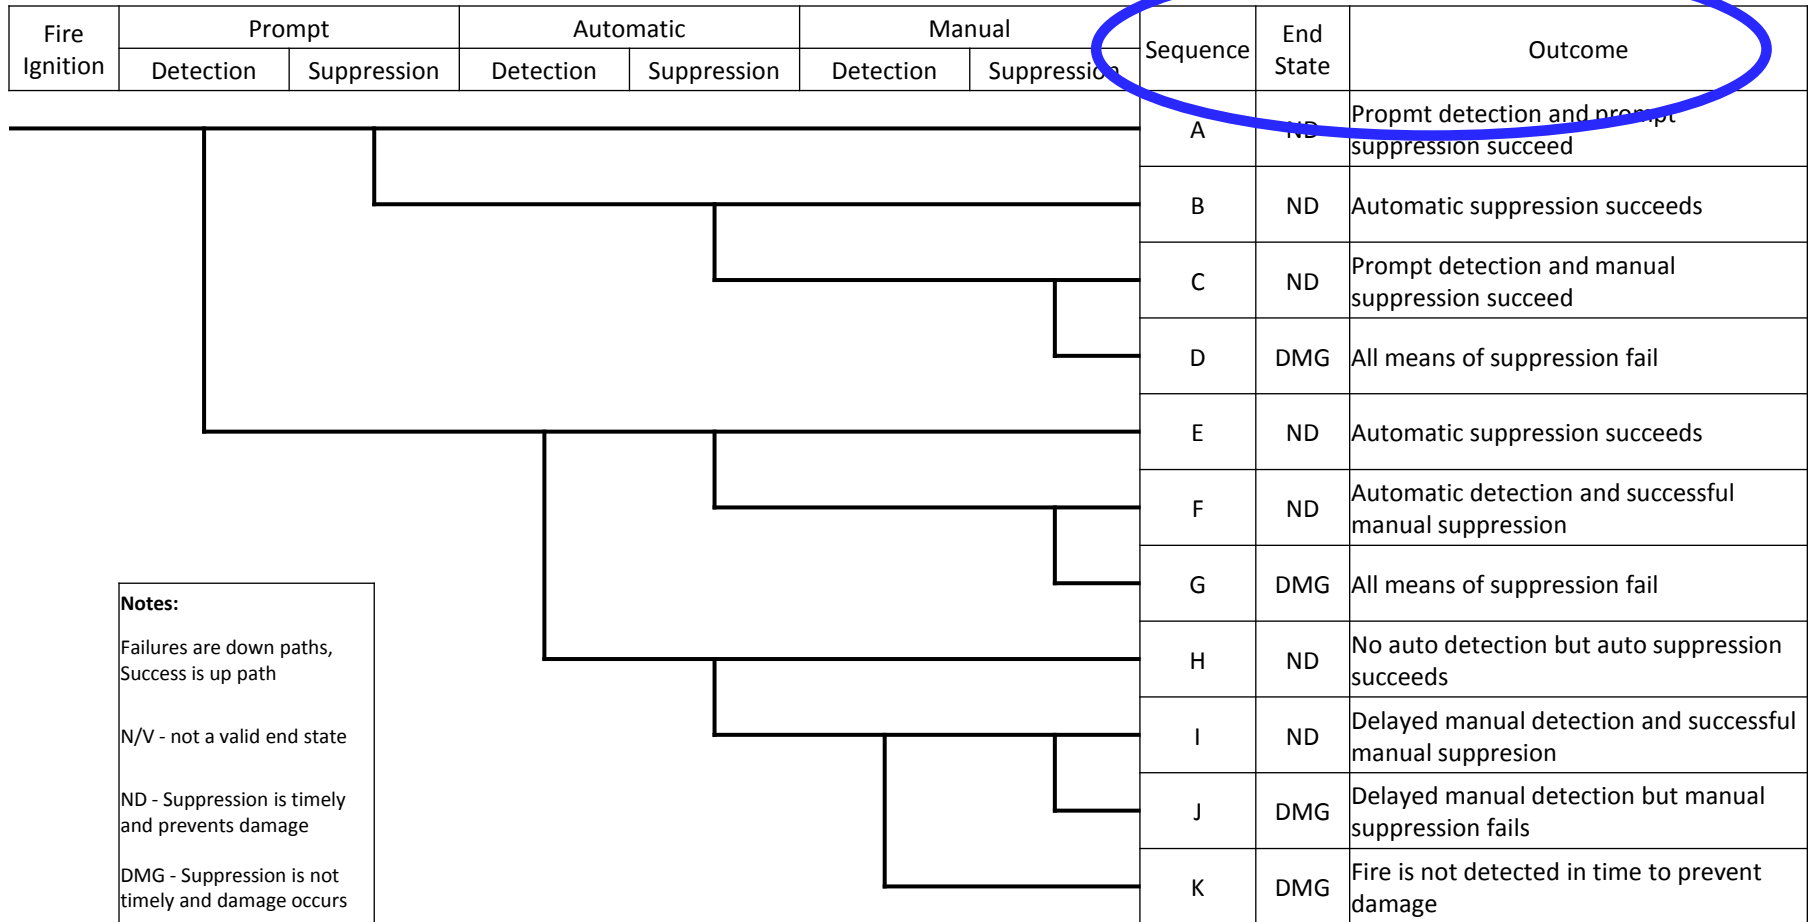 Fire
Ignition
Prompt
Automatic
Manual
Detection
Suppression
Detection
Suppression
Detection
Suppression
Sequence
End
State
Outcome
A
ND
Propmt detection and prompt
suppression succeed
B
ND
Automatic suppression succeeds
C
ND
Prompt detection and manual
suppression succeed
D
DMG
All means of suppression fail
E
ND
Automatic suppression succeeds
F
ND
Automatic detection and successful
manual suppression
G
DMG
All means of suppression fail
H
ND
No auto detection but auto suppression
succeeds
I
ND
Delayed manual detection and successful
manual suppresion
J
DMG
Delayed manual detection but manual
suppression fails
K
DMG
Fire is not detected in time to prevent
damage
Notes:
Failures are down paths,
Success is up path
N/V - not a valid end state
ND - Suppression is timely
and prevents damage
DMG - Suppression is not
timely and damage occurs